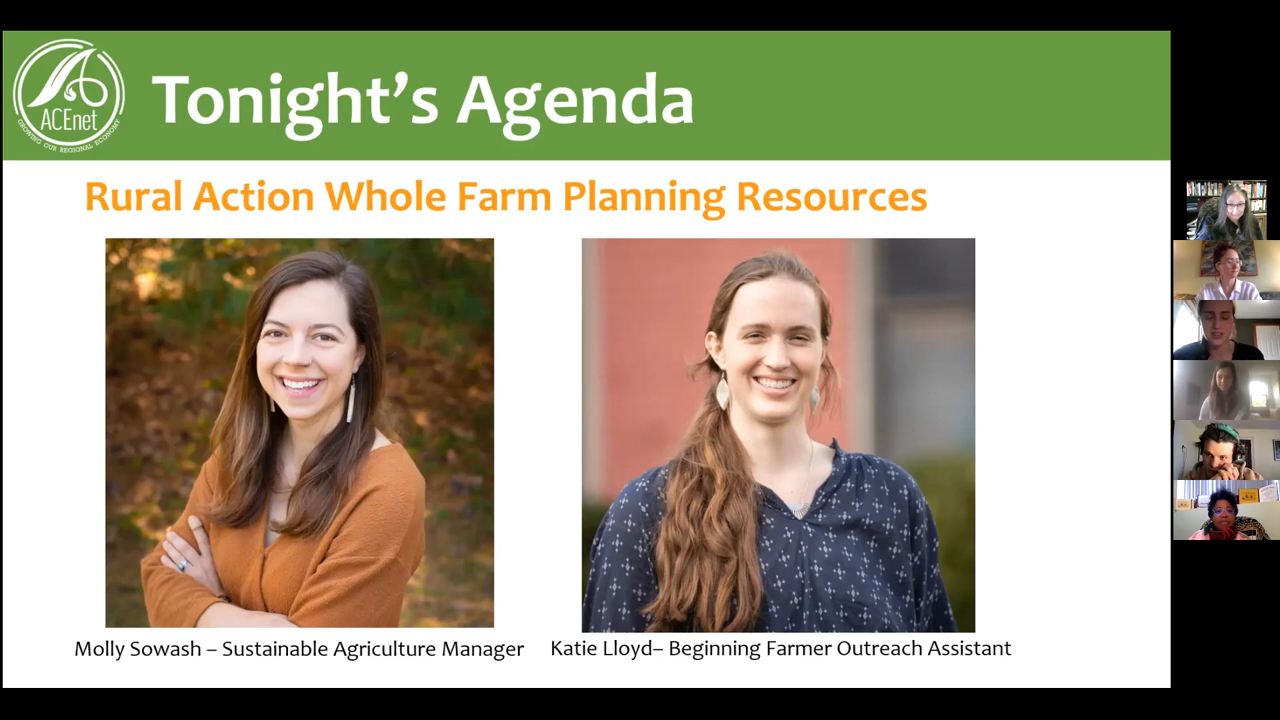 ACEnet
GROWING OUR REGIONAL ECONOMY
Tonight's Agenda
Rural Action Whole Farm Planning Resources
Molly Sowash – Sustainable Agriculture Manager
Katie Lloyd– Beginning Farmer Outreach Assistant